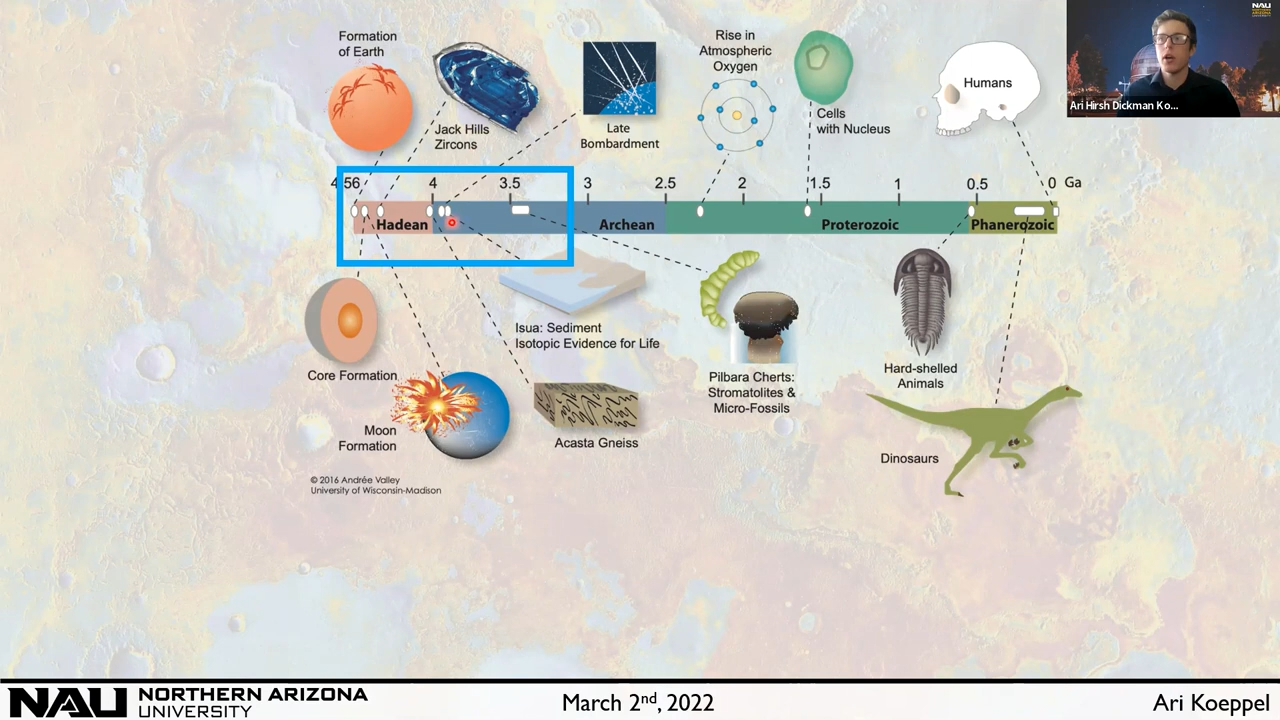 Formation
of Earth
Jack Hills
Zircons
Late
Bombardment
Rise in
Atmospheric
Oxygen
Cells
with Nucleus
Humans
NAU
NORTHERN
ARIZONA
UNIVERSITY
Ari Hirsh Dickman Ko...
4.56 4 3.5 3 2.5 2 1.5 1 0.5 0 Ga
Hadean Archean Proterozoic Phanerozoic
Core Formation
Moon
Formation
Isua: Sediment
Isotopic Evidence for Life
Acasta Gneiss
Pilbara Cherts:
Stromatolites &
Micro-Fossils
Hard-shelled
Animals
Dinosaurs
© 2016 Andrée Valley
University of Wisconsin-Madison
NAU NORTHERN ARIZONA
UNIVERSITY
March 2nd, 2022
Ari Koeppel